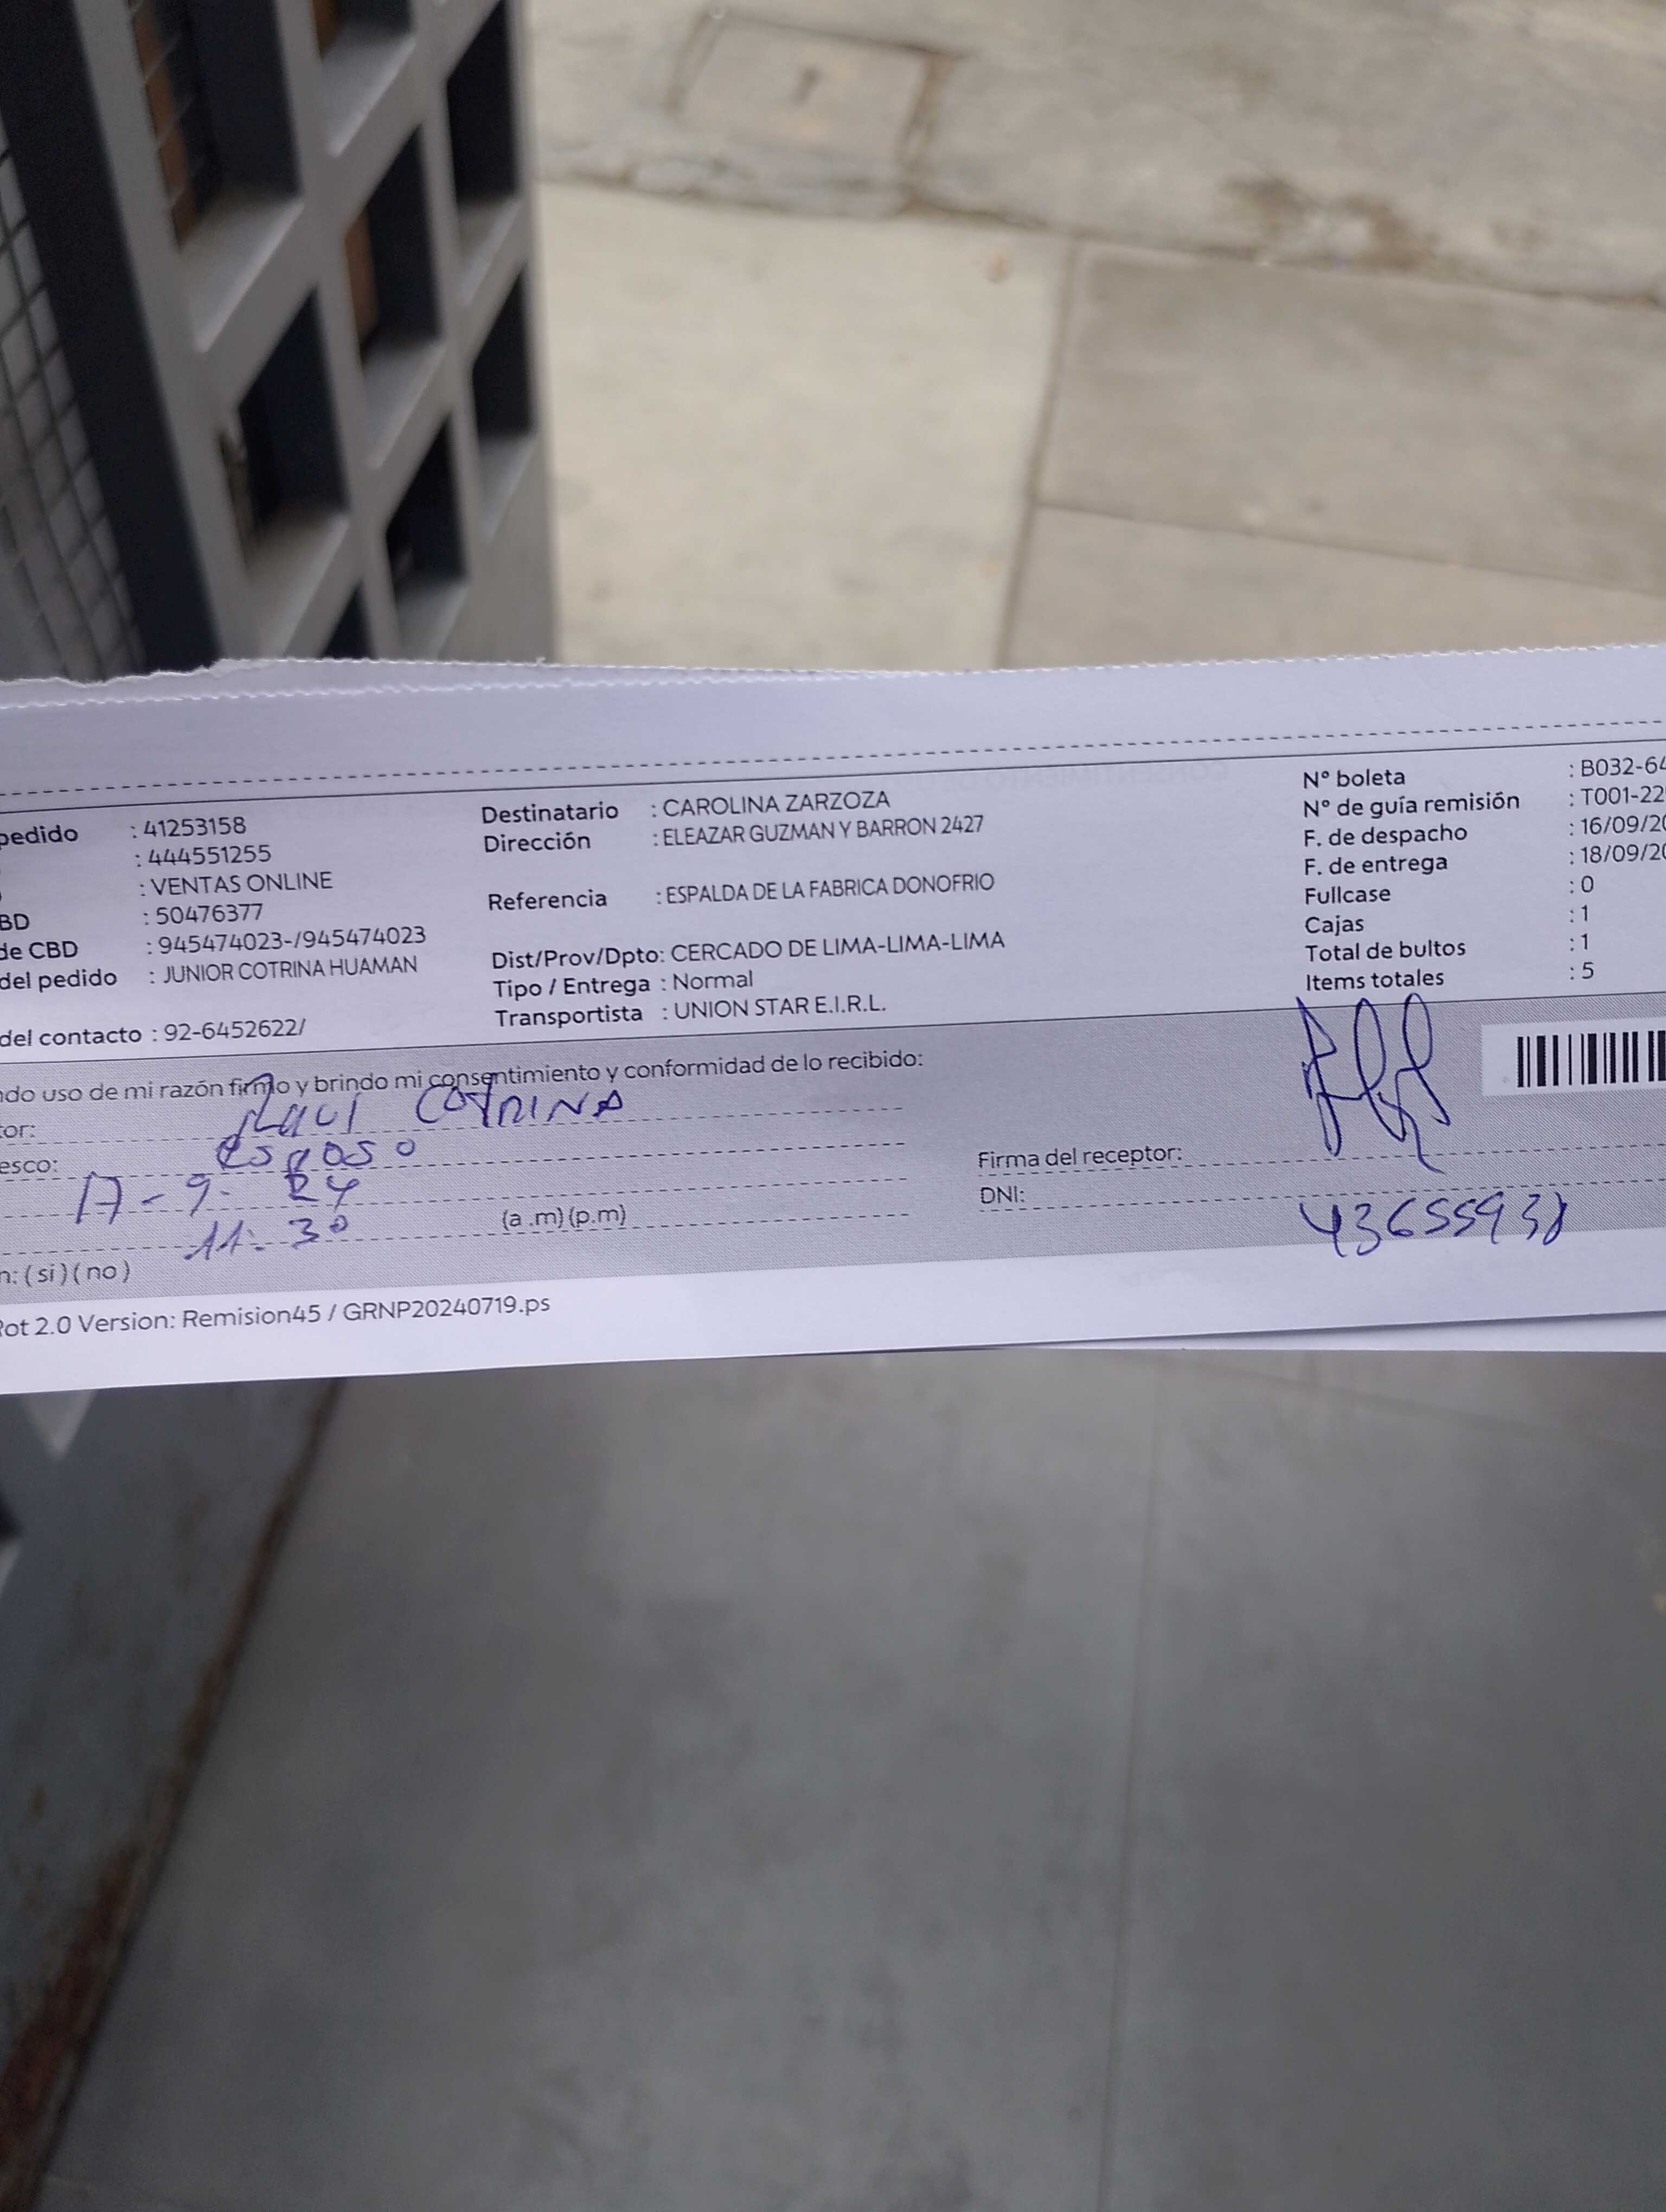 pedido : 41253158
: 444551255
: VENTAS ONLINE
BD : 50476377
de CBD : 945474023-/945474023
del pedido : JUNIOR COTRINA HUAMAN
del contacto : 92-6452622/
Destinatario : CAROLINA ZARZOZA
Dirección : ELEAZAR GUZMAN Y BARRON 2427
Referencia : ESPALDA DE LA FABRICA DONOFRIO
Dist/Prov/Dpto: CERCADO DE LIMA-LIMA-LIMA
Tipo / Entrega : Normal
Transportista : UNION STAR E.I.R.L.
Nº boleta : B032-64
Nº de guía remisión : T001-22
F. de despacho : 16/09/20
F. de entrega : 18/09/20
Fullcase : 0
Cajas : 1
Total de bultos : 1
Items totales : 5
ndo uso de mi razón firmo y brindo mi consentimiento y conformidad de lo recibido:
tor: Raul COTRINA
esco: esposo
17-9-24
11:30 (a .m) (p.m)
n: ( si ) ( no )
Firma del receptor:
DNI: 43655938
Rot 2.0 Version: Remision45 / GRNP20240719.ps